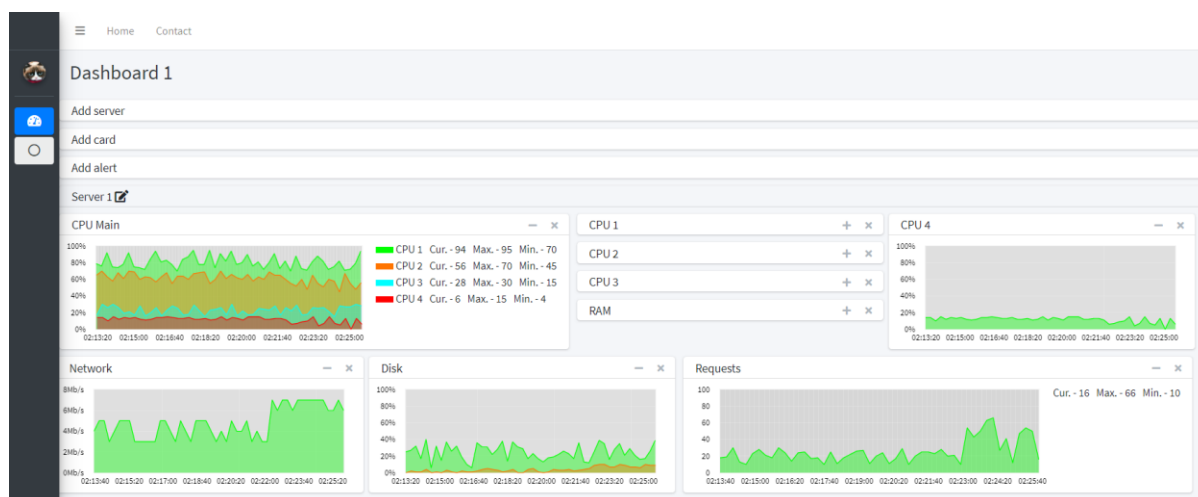 Home Contact
Dashboard 1
Add server
Add card
Add alert
Server 1
CPU Main
100%
80%
60%
40%
20%
0%
02:13:20 02:15:00 02:16:40 02:18:20 02:20:00 02:21:40 02:23:20 02:25:00
CPU 1 Cur. - 94 Max. - 95 Min. - 70
CPU 2 Cur. - 56 Max. - 70 Min. - 45
CPU 3 Cur. - 28 Max. - 30 Min. - 15
CPU 4 Cur. - 6 Max. - 15 Min. - 4
CPU 1
CPU 2
CPU 3
RAM
CPU 4
100%
80%
60%
40%
20%
0%
02:13:20 02:15:00 02:16:40 02:18:20 02:20:00 02:21:40 02:23:20 02:25:00
Network
8Mb/s
6Mb/s
4Mb/s
2Mb/s
0Mb/s
02:13:40 02:15:20 02:17:00 02:18:40 02:20:20 02:22:00 02:23:40 02:25:20
Disk
100%
80%
60%
40%
20%
0%
02:13:20 02:15:00 02:16:40 02:18:20 02:20:00 02:21:40 02:23:20 02:25:00
Requests
100
80
60
40
20
0
02:13:40 02:15:00 02:16:20 02:17:40 02:19:00 02:20:20 02:21:40 02:23:00 02:24:20 02:25:40
Cur. - 16 Max. - 66 Min. - 10